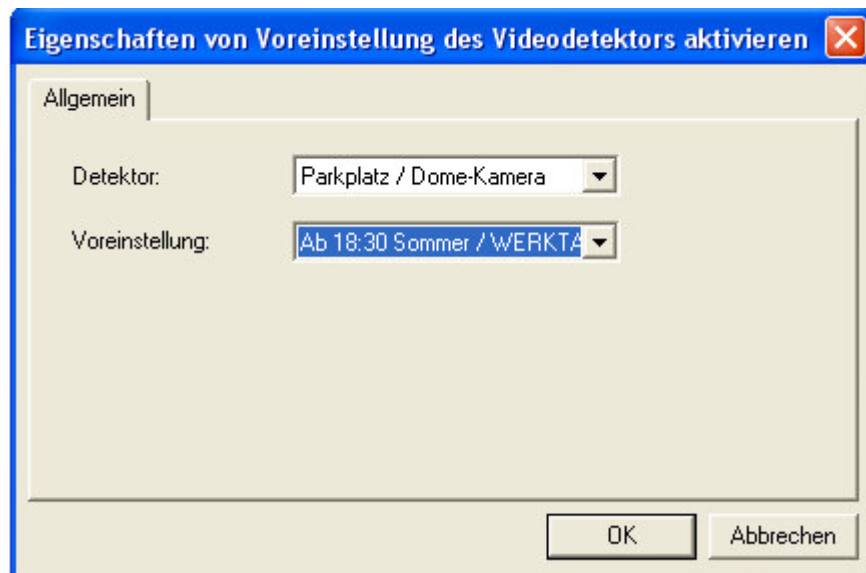 Eigenschaften von Voreinstellung des Videodetektors aktivieren
Allgemein
Detektor: Parkplatz / Dome-Kamera
Voreinstellung: Ab 18:30 Sommer / WERKTA
OK Abbrechen